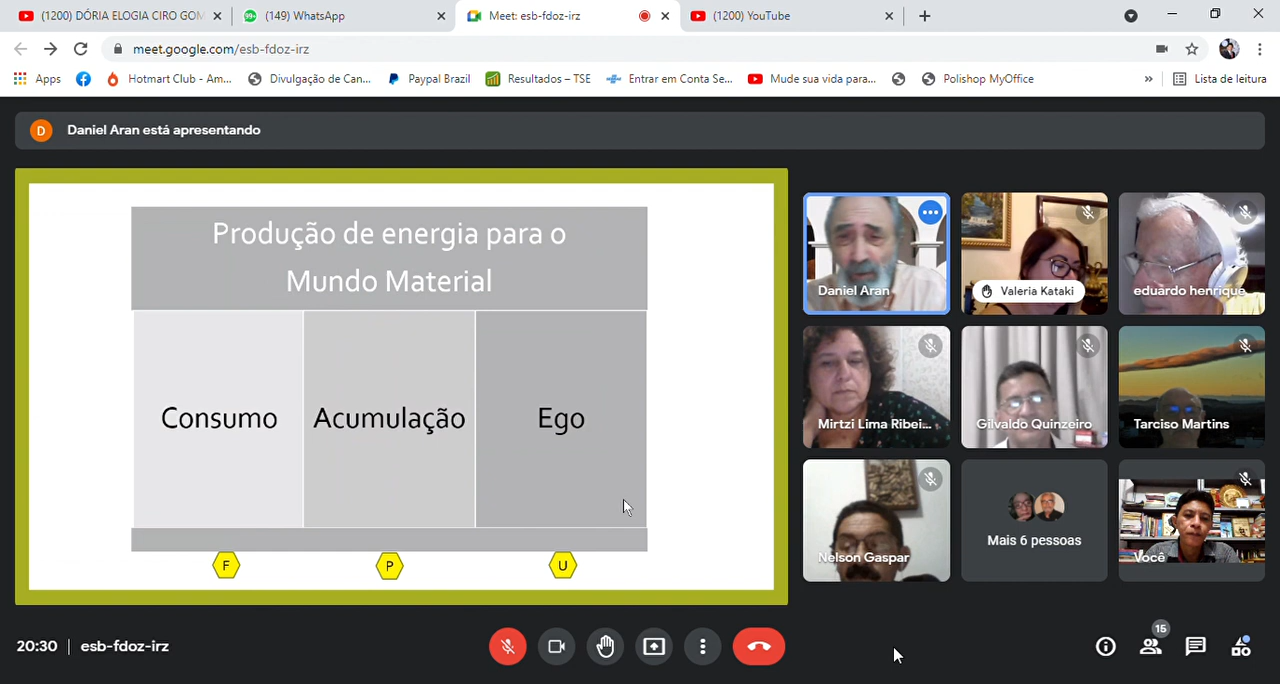 (1200) DÓRIA ELOGIA CIRO GOM
99+
(149) WhatsApp
Meet: esb-fdoz-irz
(1200) YouTube
meet.google.com/esb-fdoz-irz
Apps
Hotmart Club - Am...
Divulgação de Can...
Paypal Brazil
Resultados – TSE
Entrar em Conta S...
Mude sua vida para...
Polishop MyOffice
»
Lista de leitura
D
Daniel Aran está apresentando
Produção de energia para o
Mundo Material
Consumo
Acumulação
Ego
F
P
U
Daniel Aran
Valeria Kataki
eduardo henrique
Mirtzi Lima Ribei...
Gilvaldo Quinzeiro
Tarciso Martins
Nelson Gaspar
Mais 6 pessoas
Você
20:30 | esb-fdoz-irz
15